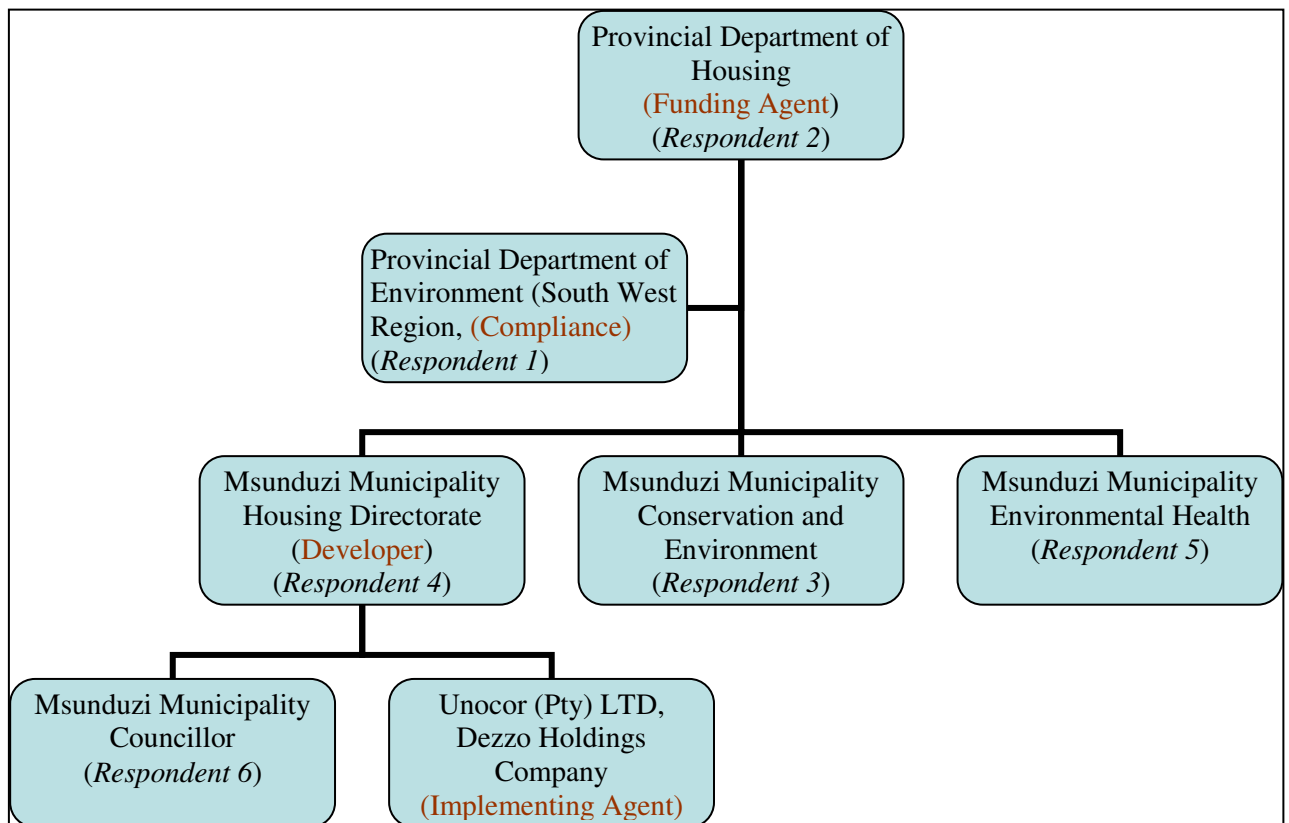 Provincial Department of
Housing
(Funding Agent)
(Respondent 2)
Provincial Department of
Environment (South West
Region, (Compliance)
(Respondent 1)
Msunduzi Municipality
Housing Directorate
(Developer)
(Respondent 4)
Msunduzi Municipality
Conservation and
Environment
(Respondent 3)
Msunduzi Municipality
Environmental Health
(Respondent 5)
Msunduzi Municipality
Councillor
(Respondent 6)
Unocor (Pty) LTD,
Dezzo Holdings
Company
(Implementing Agent)